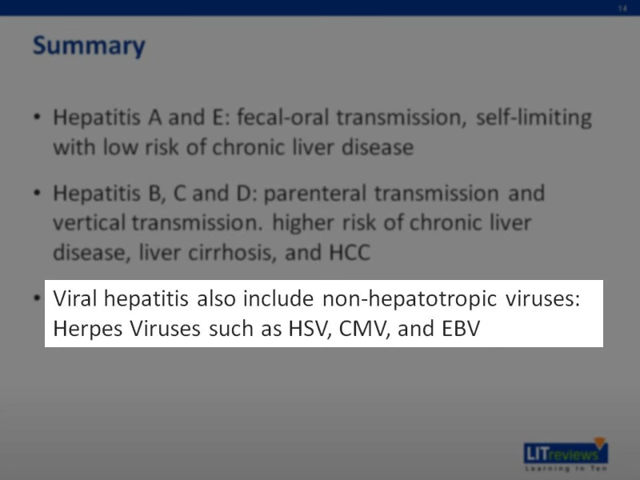 14
Summary
• Hepatitis A and E: fecal-oral transmission, self-limiting
with low risk of chronic liver disease
• Hepatitis B, C and D: parenteral transmission and
vertical transmission. higher risk of chronic liver
disease, liver cirrhosis, and HCC
• Viral hepatitis also include non-hepatotropic viruses:
Herpes Viruses such as HSV, CMV, and EBV
LITreviews
Learning in Ten